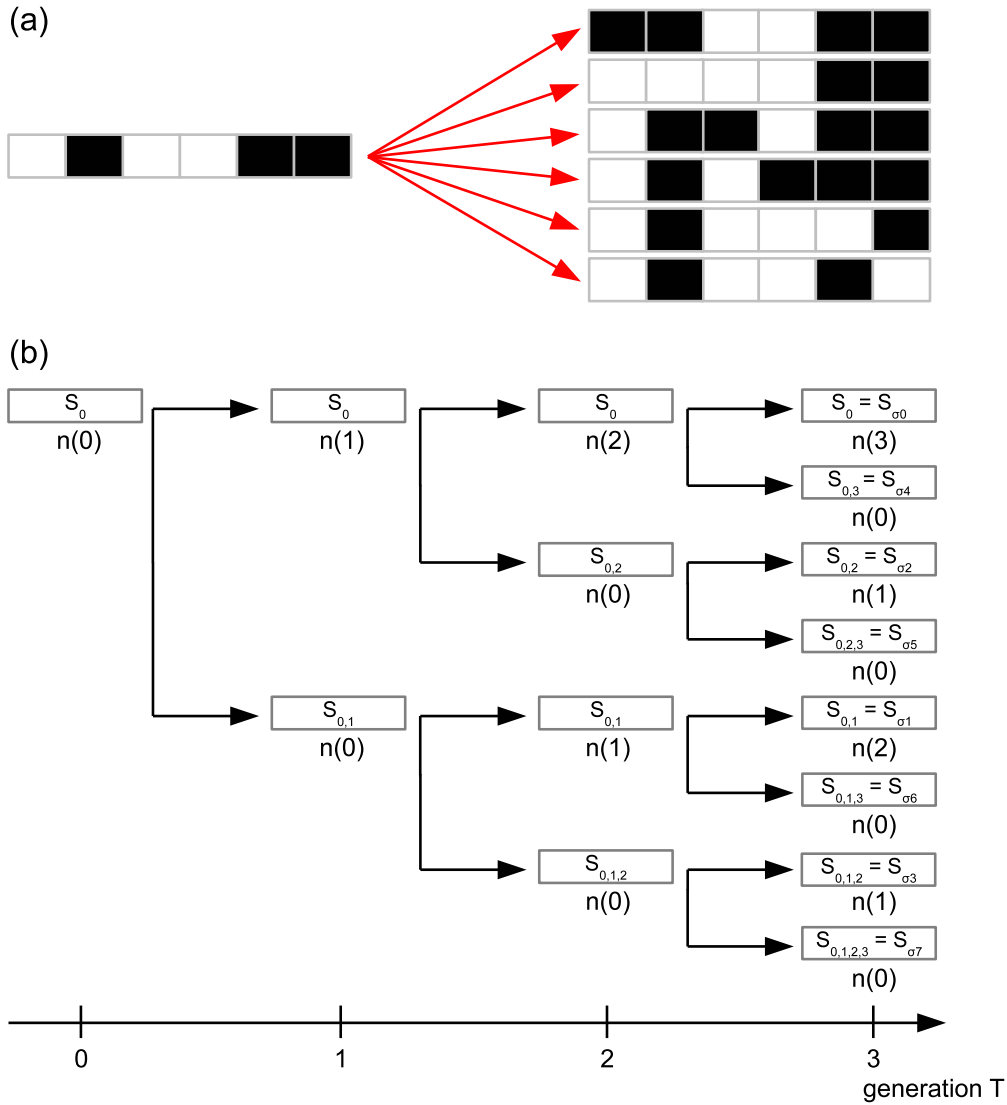 (a)
(b)
S0 S0 S0 S0 = Sσ0
n(0) n(1) n(2) n(3)
S0,3 = Sσ4
n(0)
S0,2 S0,2 = Sσ2
n(0) n(1)
S0,2,3 = Sσ5
n(0)
S0,1 S0,1 S0,1 = Sσ1
n(0) n(1) n(2)
S0,1,3 = Sσ6
n(0)
S0,1,2 S0,1,2 = Sσ3
n(0) n(1)
S0,1,2,3 = Sσ7
n(0)
0 1 2 3
generation T